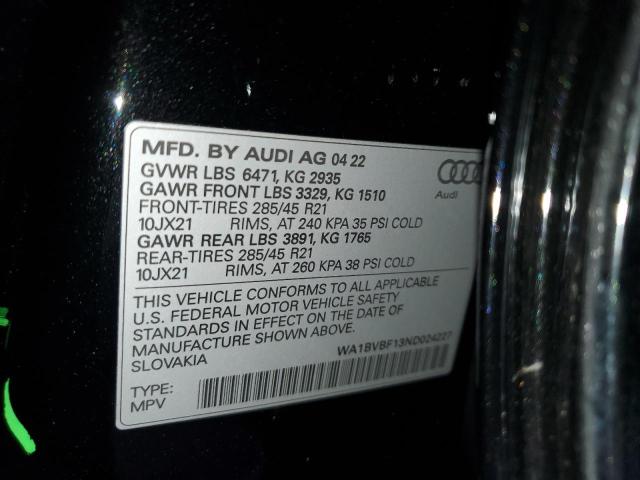 MFD. BY AUDI AG 04 22
GVWR LBS 6471, KG 2935
GAWR FRONT LBS 3329, KG 1510
FRONT-TIRES 285/45 R21
10JX21 RIMS, AT 240 KPA 35 PSI COLD
GAWR REAR LBS 3891, KG 1765
REAR-TIRES 285/45 R21
10JX21 RIMS, AT 260 KPA 38 PSI COLD
Audi
THIS VEHICLE CONFORMS TO ALL APPLICABLE
U.S. FEDERAL MOTOR VEHICLE SAFETY
STANDARDS IN EFFECT ON THE DATE OF
MANUFACTURE SHOWN ABOVE.
SLOVAKIA
WA1BVBF13ND024227
TYPE:
MPV